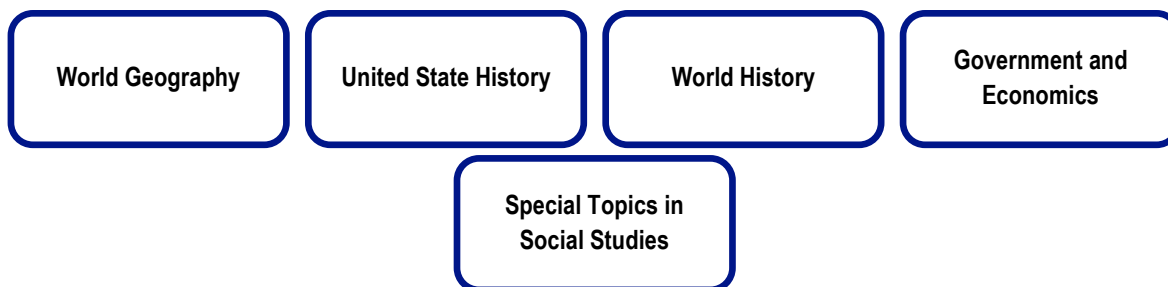 World Geography
United State History
World History
Government and
Economics
Special Topics in
Social Studies